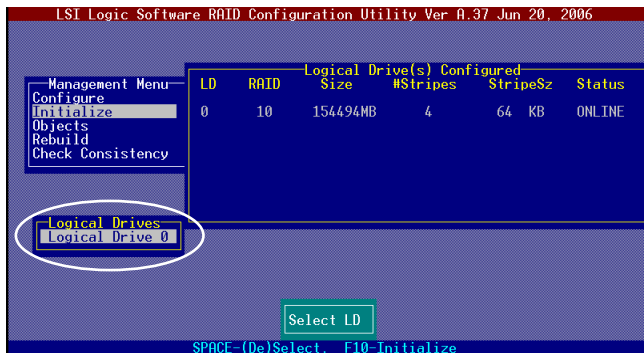 LSI Logic Software RAID Configuration Utility Ver A.37 Jun 20, 2006
Management Menu
Configure
Initialize
Objects
Rebuild
Check Consistency
Logical Drive(s) Configured
LD RAID Size #Stripes StripeSz Status
0 10 154494MB 4 64 KB ONLINE
Logical Drives
Logical Drive 0
Select LD
SPACE-(De)Select, F10-Initialize